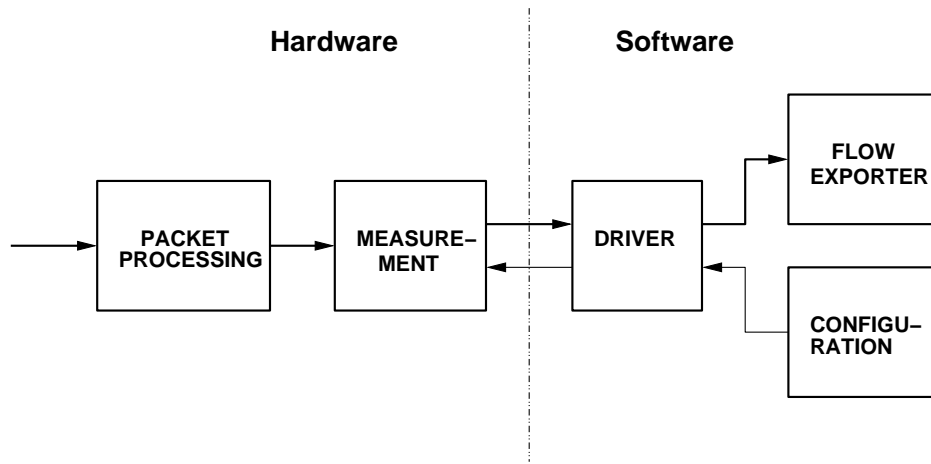 Hardware
Software
PACKET
PROCESSING
MEASURE–
MENT
DRIVER
FLOW
EXPORTER
CONFIGU–
RATION